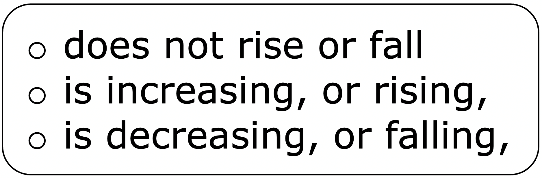 does not rise or fall
is increasing, or rising,
is decreasing, or falling,